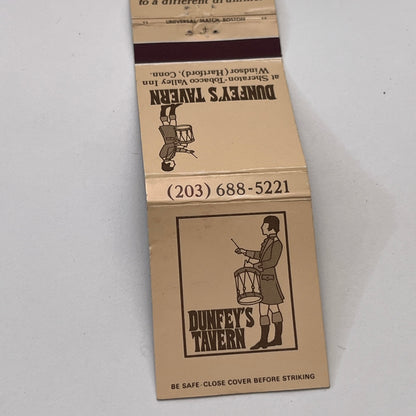 to a different drummer
UNIVERSAL MATCH-BOSTON
DUNFEY'S TAVERN
at Sheraton-Tobacco Valley Inn
Windsor (Hartford), Conn.
(203) 688-5221
DUNFEY'S
TAVERN
BE SAFE-CLOSE COVER BEFORE STRIKING